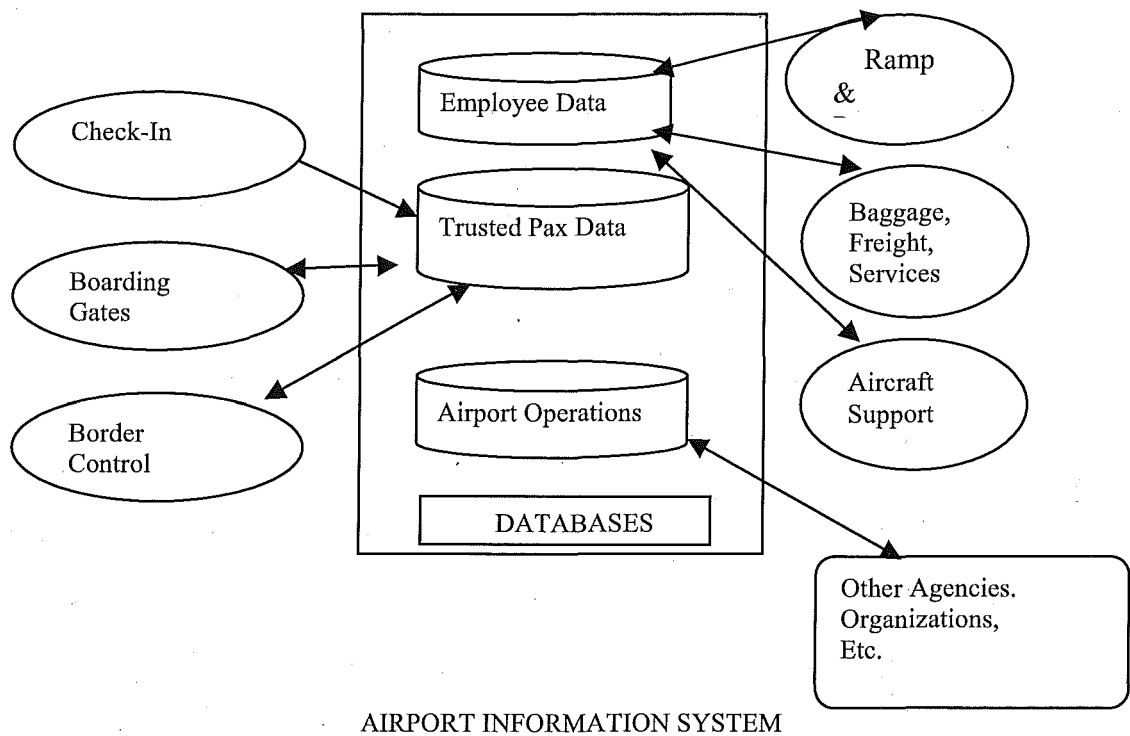 Check-In
Boarding
Gates
Border
Control
Employee Data
Trusted Pax Data
Airport Operations
DATABASES
Ramp
&
Baggage,
Freight,
Services
Aircraft
Support
Other Agencies.
Organizations,
Etc.
AIRPORT INFORMATION SYSTEM